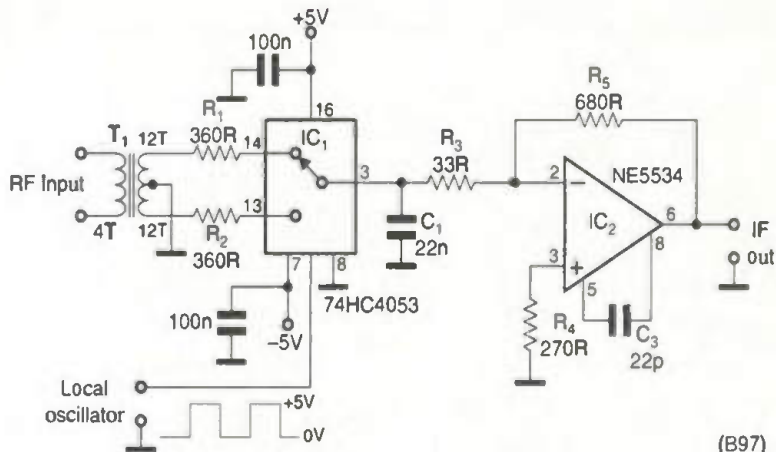 +5V
100n
16
R1
360R
T1
12T
14
IC1
3
RF Input
4T
12T
13
R2
360R
7
8
74HC4053
100n
–5V
Local
oscillator
+5V
0V
R3
33R
C1
22n
R5
680R
2
NE5534
IC2
6
3
5
8
R4
270R
C3
22p
IF
out
(B97)